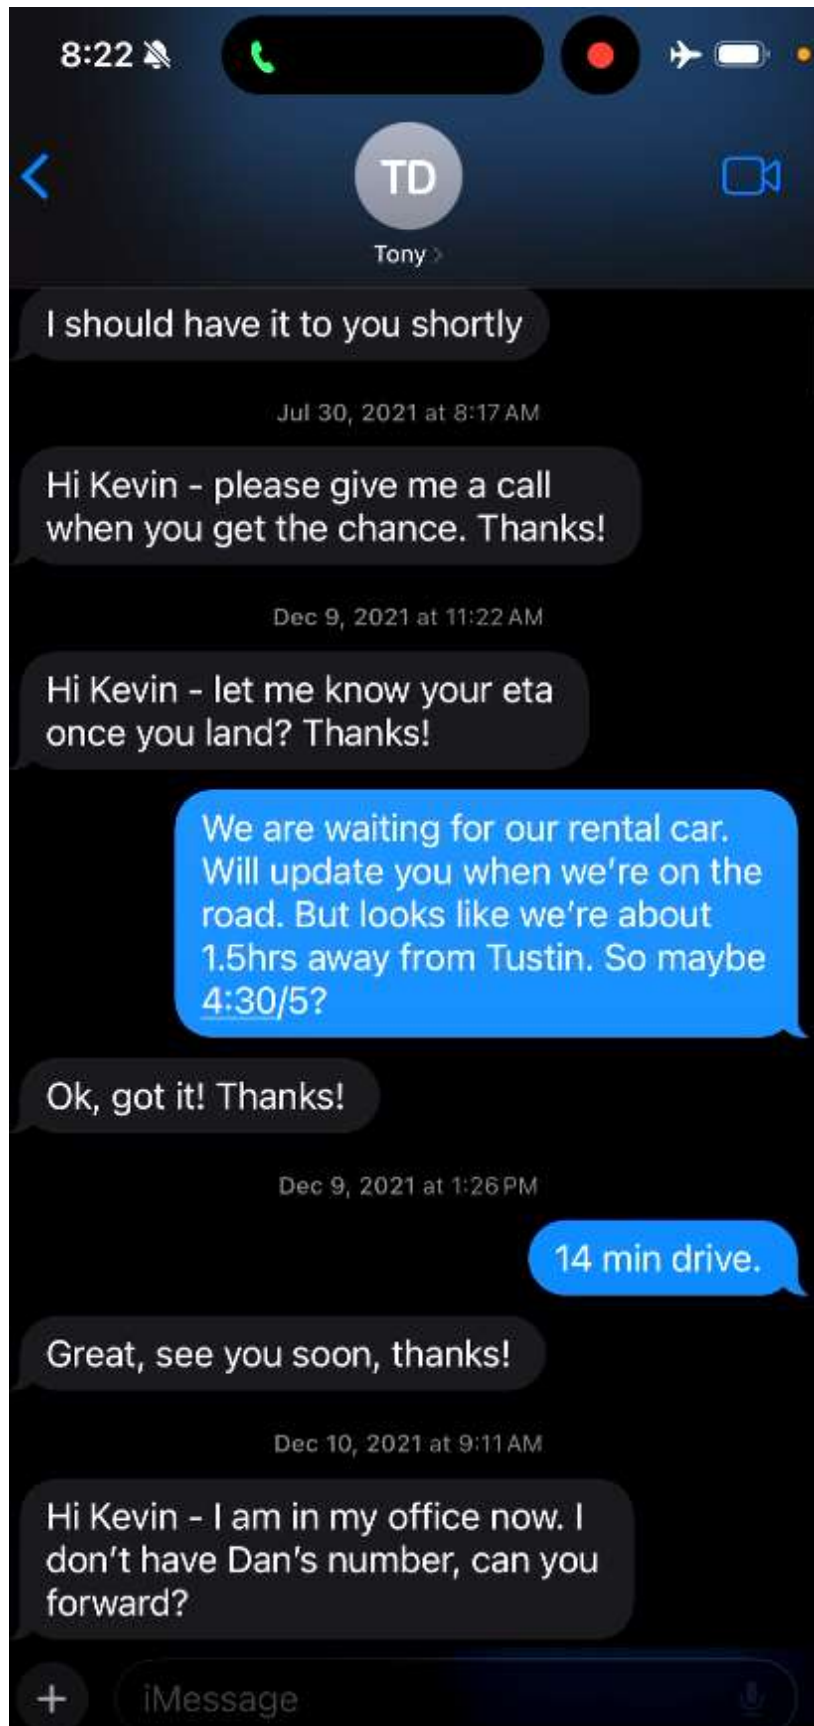 8:22
TD
Tony
I should have it to you shortly
Jul 30, 2021 at 8:17 AM
Hi Kevin - please give me a call
when you get the chance. Thanks!
Dec 9, 2021 at 11:22 AM
Hi Kevin - let me know your eta
once you land? Thanks!
We are waiting for our rental car.
Will update you when we're on the
road. But looks like we're about
1.5hrs away from Tustin. So maybe
4:30/5?
Ok, got it! Thanks!
Dec 9, 2021 at 1:26 PM
14 min drive.
Great, see you soon, thanks!
Dec 10, 2021 at 9:11 AM
Hi Kevin - I am in my office now. I
don't have Dan's number, can you
forward?
iMessage